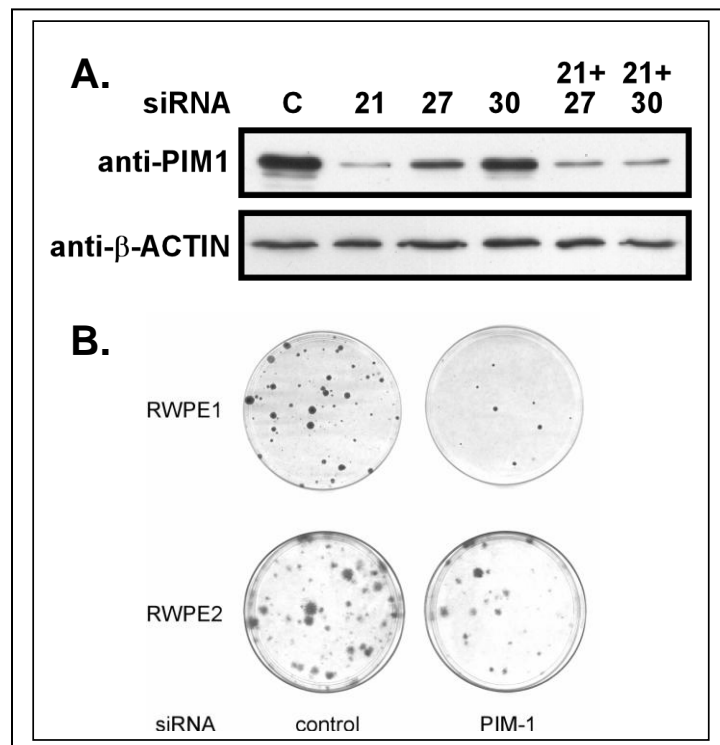 A.
siRNA C 21 27 30 21+ 27 21+ 30
anti-PIM1
anti-β-ACTIN
B.
RWPE1
RWPE2
siRNA control PIM-1